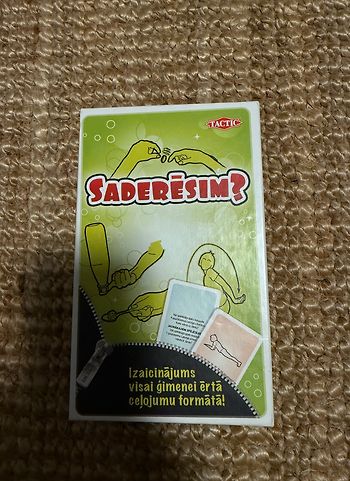 TACTIC
SADERĒSIM?
Izaicinājums
visai ģimenei ērtā
ceļojumu formātā!